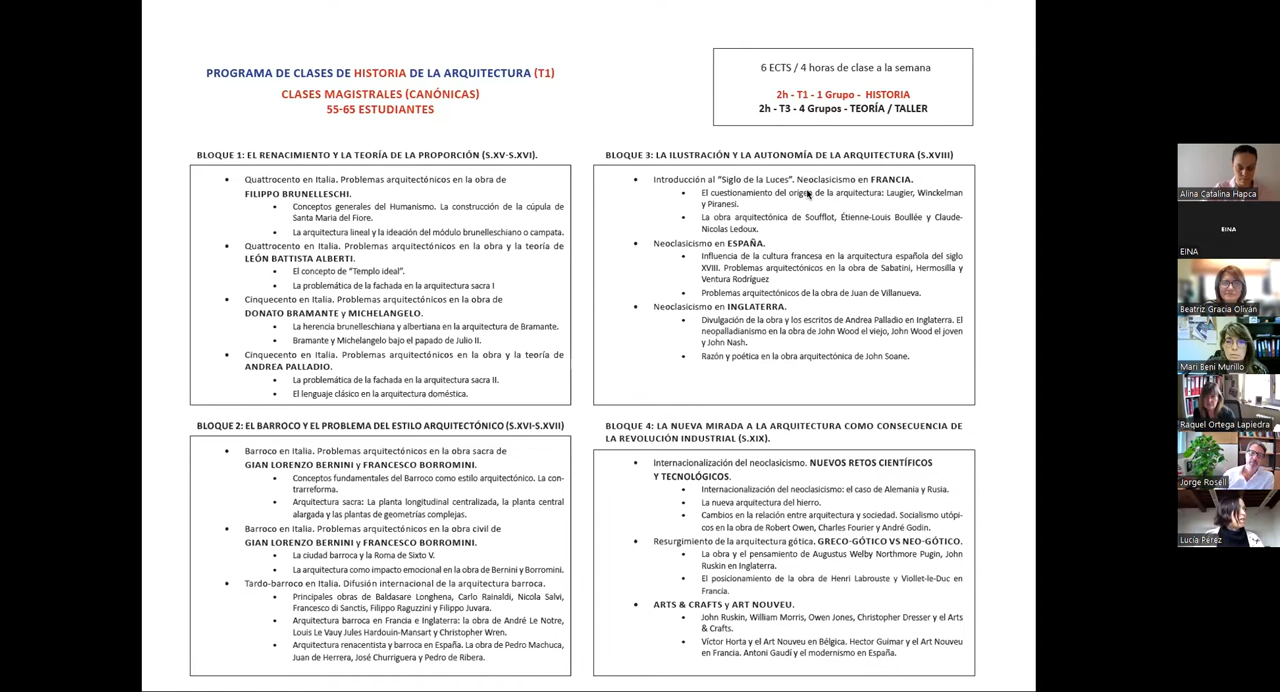 PROGRAMA DE CLASES DE HISTORIA DE LA ARQUITECTURA (T1)
CLASES MAGISTRALES (CANÓNICAS)
55-65 ESTUDIANTES
6 ECTS / 4 horas de clase a la semana
2h - T1 - 1 Grupo - HISTORIA
2h - T3 - 4 Grupos - TEORÍA / TALLER
BLOQUE 1: EL RENACIMIENTO Y LA TEORÍA DE LA PROPORCIÓN (S.XV-S.XVI).
• Quattrocento en Italia. Problemas arquitectónicos en la obra de
FILIPPO BRUNELLESCHI.
• Conceptos generales del Humanismo. La construcción de la cúpula de
Santa Maria del Fiore.
• La arquitectura lineal y la ideación del módulo brunelleschiano o campata.
• Quattrocento en Italia. Problemas arquitectónicos en la obra y la teoría de
LEÓN BATTISTA ALBERTI.
• El concepto de “Templo ideal”.
• La problemática de la fachada en la arquitectura sacra I
• Cinquecento en Italia. Problemas arquitectónicos en la obra de
DONATO BRAMANTE y MICHELANGELO.
• La herencia brunelleschiana y albertiana en la arquitectura de Bramante.
• Bramante y Michelangelo bajo el papado de Julio II.
• Cinquecento en Italia. Problemas arquitectónicos en la obra y la teoría de
ANDREA PALLADIO.
• La problemática de la fachada en la arquitectura sacra II.
• El lenguaje clásico en la arquitectura doméstica.
BLOQUE 2: EL BARROCO Y EL PROBLEMA DEL ESTILO ARQUITECTÓNICO (S.XVI-S.XVII)
• Barroco en Italia. Problemas arquitectónicos en la obra sacra de
GIAN LORENZO BERNINI y FRANCESCO BORROMINI.
• Conceptos fundamentales del Barroco como estilo arquitectónico. La con-
trarreforma.
• Arquitectura sacra: La planta longitudinal centralizada, la planta central
alargada y las plantas de geometrías complejas.
• Barroco en Italia. Problemas arquitectónicos en la obra civil de
GIAN LORENZO BERNINI y FRANCESCO BORROMINI.
• La ciudad barroca y la Roma de Sixto V.
• La arquitectura como impacto emocional en la obra de Bernini y Borromini.
• Tardo-barroco en Italia. Difusión internacional de la arquitectura barroca.
• Principales obras de Baldasare Longhena, Carlo Rainaldi, Nicola Salvi,
Francesco di Sanctis, Filippo Raguzzini y Filippo Juvara.
• Arquitectura barroca en Francia e Inglaterra: la obra de André Le Notre,
Louis Le Vauy Jules Hardouin-Mansart y Christopher Wren.
• Arquitectura renacentista y barroca en España. La obra de Pedro Machuca,
Juan de Herrera, José Churriguera y Pedro de Ribera.
BLOQUE 3: LA ILUSTRACIÓN Y LA AUTONOMÍA DE LA ARQUITECTURA (S.XVIII)
• Introducción al “Siglo de la Luces”. Neoclasicismo en FRANCIA.
• El cuestionamiento del origen de la arquitectura: Laugier, Winckelman
y Piranesi.
• La obra arquitectónica de Soufflot, Étienne-Louis Boullée y Claude-
Nicolas Ledoux.
• Neoclasicismo en ESPAÑA.
• Influencia de la cultura francesa en la arquitectura española del siglo
XVIII. Problemas arquitectónicos en la obra de Sabatini, Hermosilla y
Ventura Rodríguez
• Problemas arquitectónicos de la obra de Juan de Villanueva.
• Neoclasicismo en INGLATERRA.
• Divulgación de la obra y los escritos de Andrea Palladio en Inglaterra. El
neopalladianismo en la obra de John Wood el viejo, John Wood el joven
y John Nash.
• Razón y poética en la obra arquitectónica de John Soane.
BLOQUE 4: LA NUEVA MIRADA A LA ARQUITECTURA COMO CONSECUENCIA DE
LA REVOLUCIÓN INDUSTRIAL (S.XIX).
• Internacionalización del neoclasicismo. NUEVOS RETOS CIENTÍFICOS
Y TECNOLÓGICOS.
• Internacionalización del neoclasicismo: el caso de Alemania y Rusia.
• La nueva arquitectura del hierro.
• Cambios en la relación entre arquitectura y sociedad. Socialismo utópi-
cos en la obra de Robert Owen, Charles Fourier y André Godin.
• Resurgimiento de la arquitectura gótica. GRECO-GÓTICO VS NEO-GÓTICO.
• La obra y el pensamiento de Augustus Welby Northmore Pugin, John
Ruskin en Inglaterra.
• El posicionamiento de la obra de Henri Labrouste y Viollet-le-Duc en
Francia.
• ARTS & CRAFTS y ART NOUVEU.
• John Ruskin, William Morris, Owen Jones, Christopher Dresser y el Arts
& Crafts.
• Víctor Horta y el Art Nouveu en Bélgica. Hector Guimar y el Art Nouveu
en Francia. Antoni Gaudí y el modernismo en España.
Alina Catalina Hapca
EINA
EINA
Beatriz Gracia Oliván
Mari Beni Murillo
Raquel Ortega Lapiedra
Jorge Rosell
Lucía Pérez